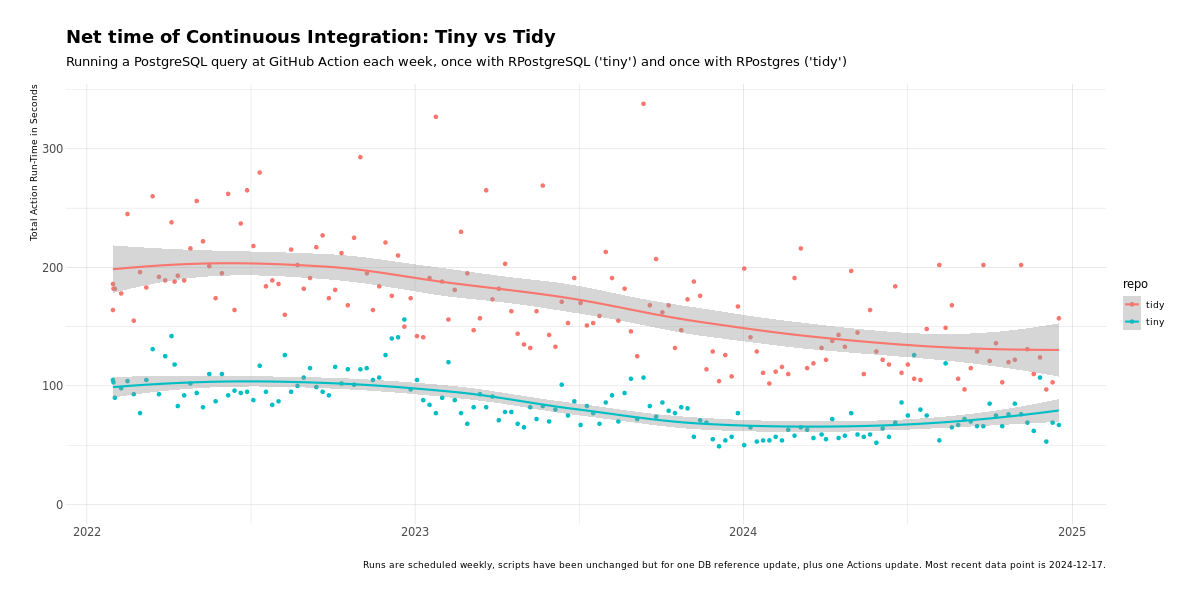 Net time of Continuous Integration: Tiny vs Tidy
Running a PostgreSQL query at GitHub Action each week, once with RPostgreSQL ('tiny') and once with RPostgres ('tidy')
Total Action Run-Time in Seconds
300
200
100
0
2022
2023
2024
2025
repo
tidy
tiny
Runs are scheduled weekly, scripts have been unchanged but for one DB reference update, plus one Actions update. Most recent data point is 2024-12-17.